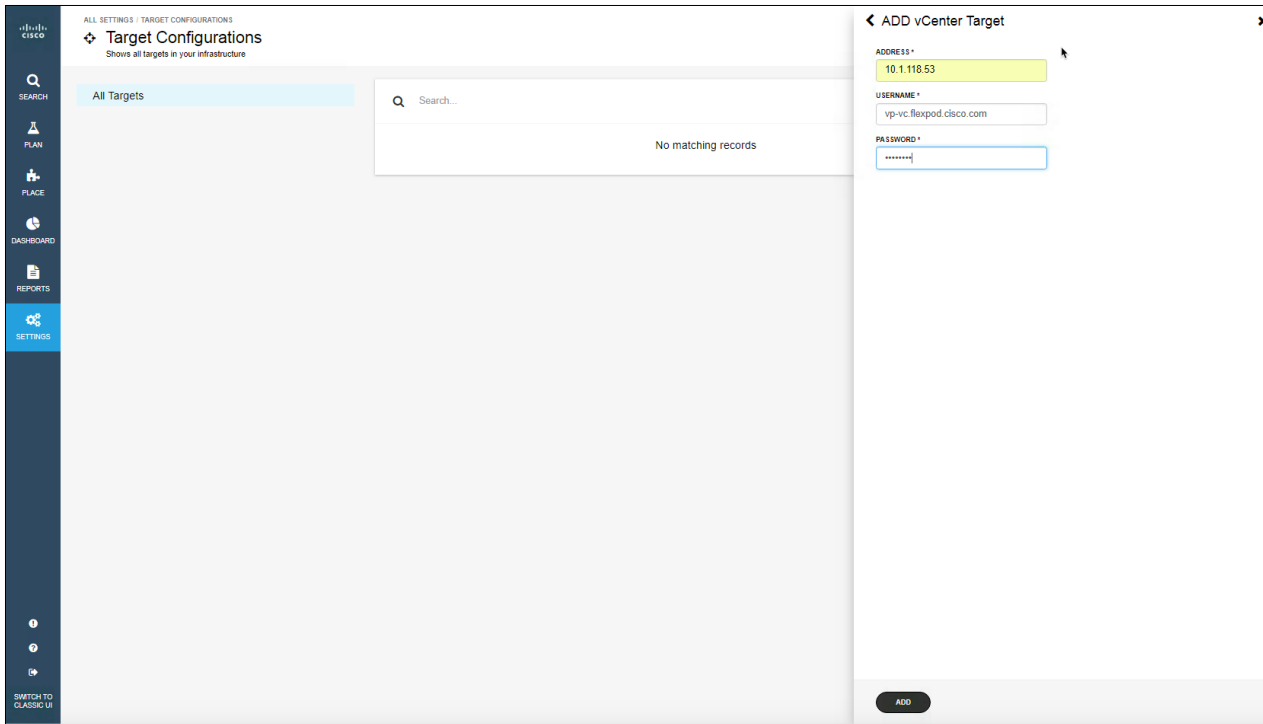 CISCO
SEARCH
PLAN
PLACE
DASHBOARD
REPORTS
SETTINGS
SWITCH TO
CLASSIC UI
ALL SETTINGS / TARGET CONFIGURATIONS
Target Configurations
Shows all targets in your infrastructure
All Targets
Search...
No matching records
ADD vCenter Target
ADDRESS *
10.1.118.53
USERNAME *
vp-vc.flexpod.cisco.com
PASSWORD *
••••••••
ADD